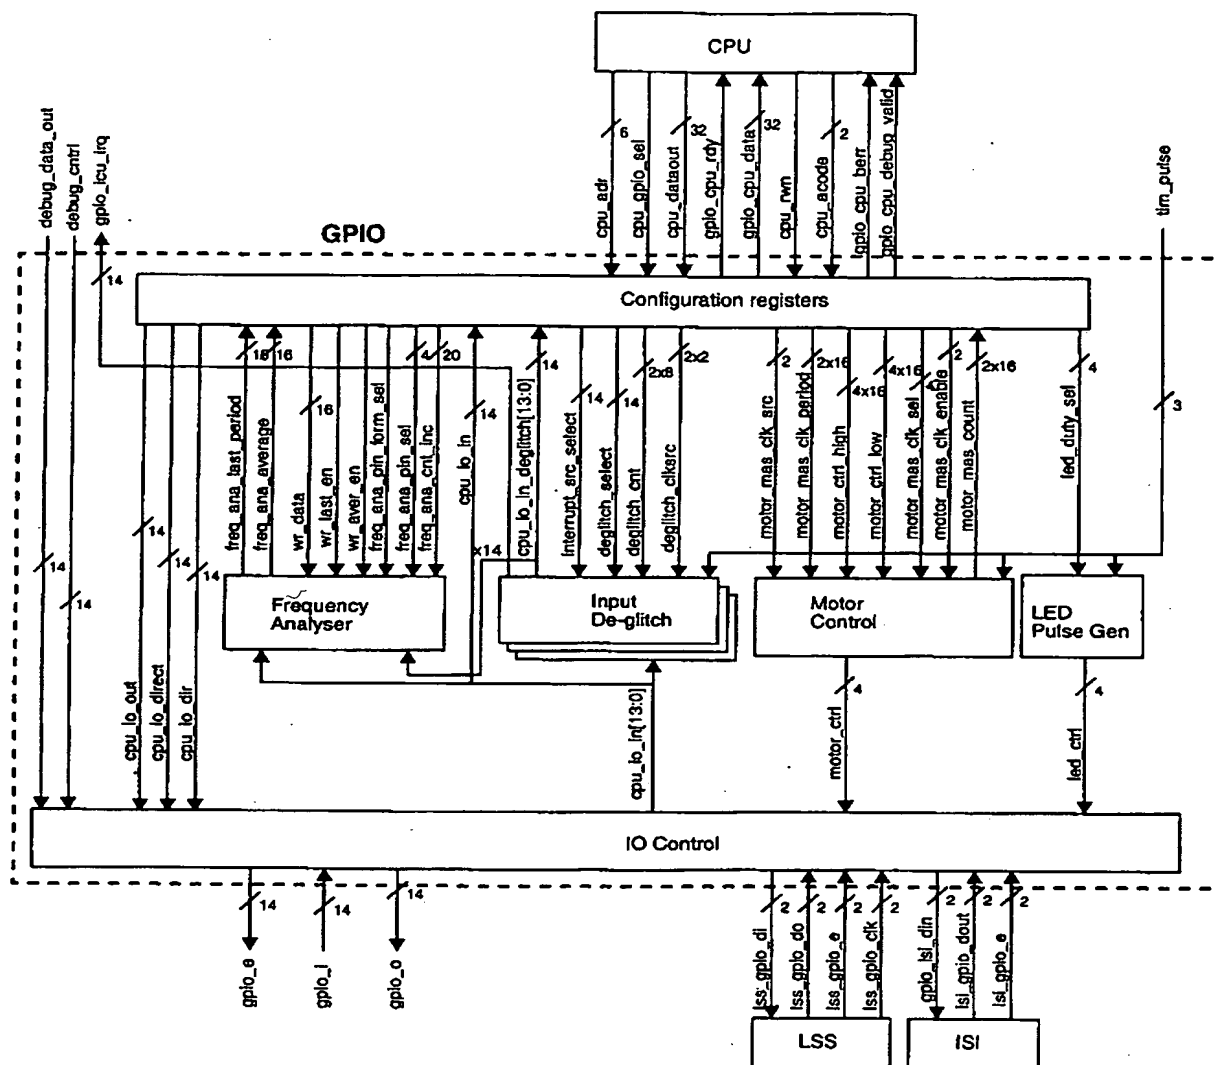 CPU
6
32
32
2
cpu_adr
cpu_gpio_sel
cpu_dataout
gpio_cpu_rdy
gpio_cpu_data
cpu_rwn
cpu_acode
gpio_cpu_berr
gpio_cpu_debug_valid
debug_data_out
debug_cntrl
gpio_icu_irq
tim_pulse
GPIO
14
3
Configuration registers
18
16
4
20
14
2
2x16
4x16
4x16
2
2x16
4
16
14
14
14
2x8
2x2
freq_ana_last_period
freq_ana_average
wr_data
wr_last_en
wr_aver_en
freq_ana_pin_form_sel
freq_ana_pin_sel
freq_ana_cnt_inc
cpu_io_in
cpu_io_in_deglitch[13:0]
interrupt_src_select
deglitch_select
deglitch_cnt
deglitch_clksrc
motor_mas_clk_src
motor_mas_clk_period
motor_ctrl_high
motor_ctrl_low
motor_mas_clk_sel
motor_mas_clk_enable
motor_mas_count
led_duty_sel
x14
14
14
14
14
14
Frequency
Analyser
Input
De-glitch
Motor
Control
LED
Pulse Gen
cpu_io_out
cpu_io_direct
cpu_io_dir
cpu_io_in[13:0]
4
motor_ctrl
4
led_ctrl
IO Control
14
14
14
2
2
2
2
2
2
2
gpio_e
gpio_i
gpio_o
lss_gpio_di
lss_gpio_do
lss_gpio_e
lss_gpio_clk
gpio_isi_din
isi_gpio_dout
isi_gpio_e
LSS
ISI